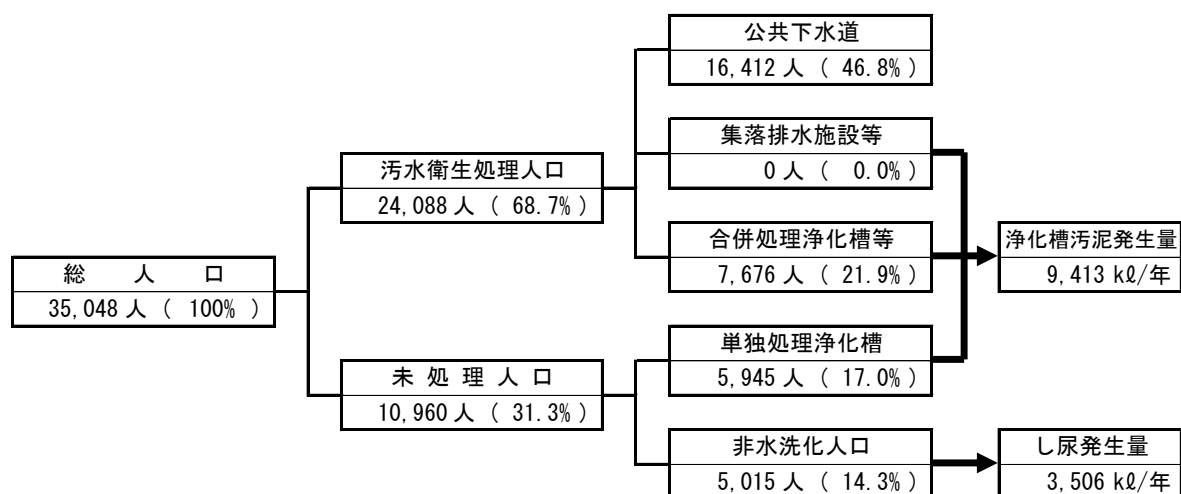 総人口
35,048 人 ( 100% )
汚水衛生処理人口
24,088 人 ( 68.7% )
未処理人口
10,960 人 ( 31.3% )
公共下水道
16,412 人 ( 46.8% )
集落排水施設等
0 人 ( 0.0% )
合併処理浄化槽等
7,676 人 ( 21.9% )
単独処理浄化槽
5,945 人 ( 17.0% )
非水洗化人口
5,015 人 ( 14.3% )
浄化槽汚泥発生量
9,413 kℓ/年
し尿発生量
3,506 kℓ/年